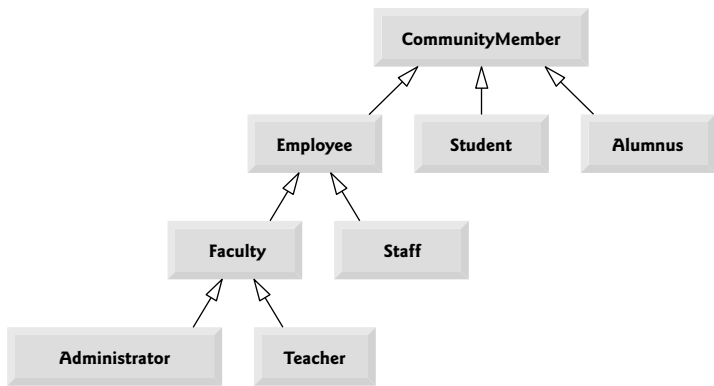 CommunityMember
Employee
Student
Alumnus
Faculty
Staff
Administrator
Teacher